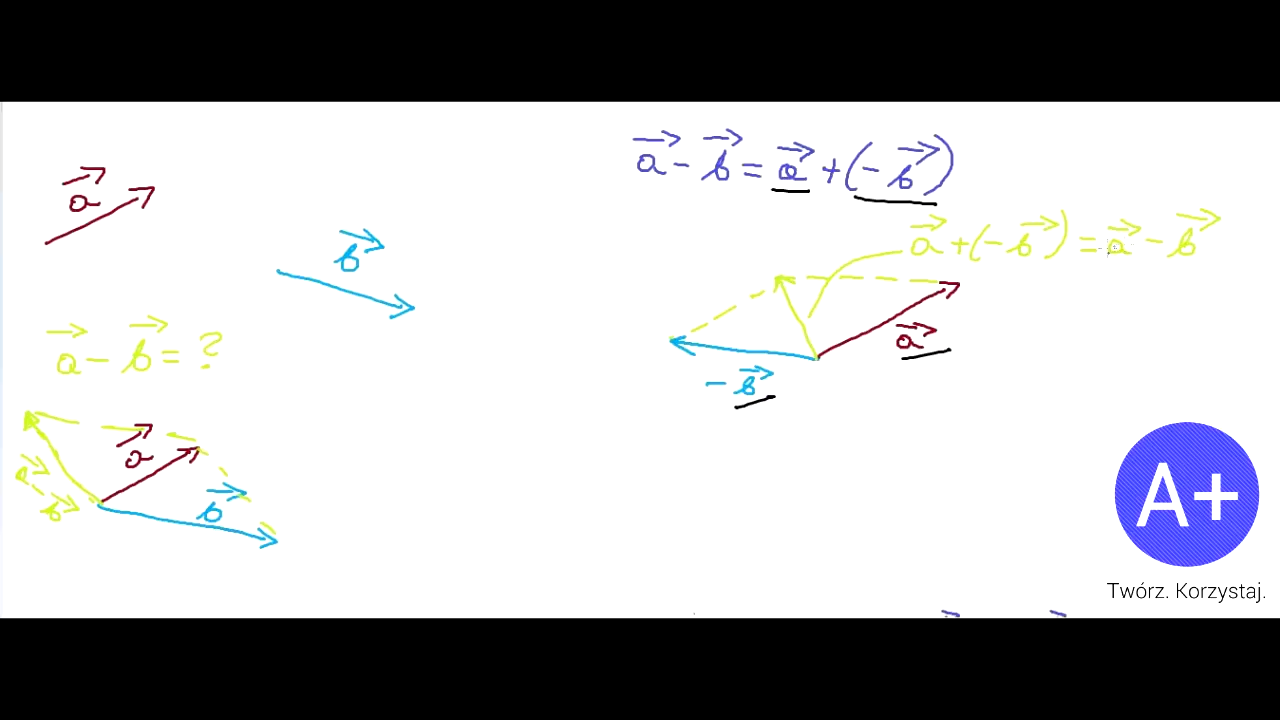 a⃗
b⃗
a⃗ - b⃗ = ?
a⃗
b⃗
a⃗ - b⃗
a⃗ - b⃗ = a⃗ + (-b⃗)
a⃗ + (-b⃗) = a⃗ - b⃗
a⃗
-b⃗
A+
Twórz. Korzystaj.